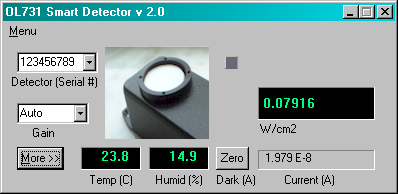 OL731 Smart Detector v 2.0
Menu
123456789
Detector (Serial #)
Auto
Gain
0.07916
W/cm2
More >>
23.8
14.9
Zero
1.979 E-8
Temp (C)
Humid (%)
Dark (A)
Current (A)